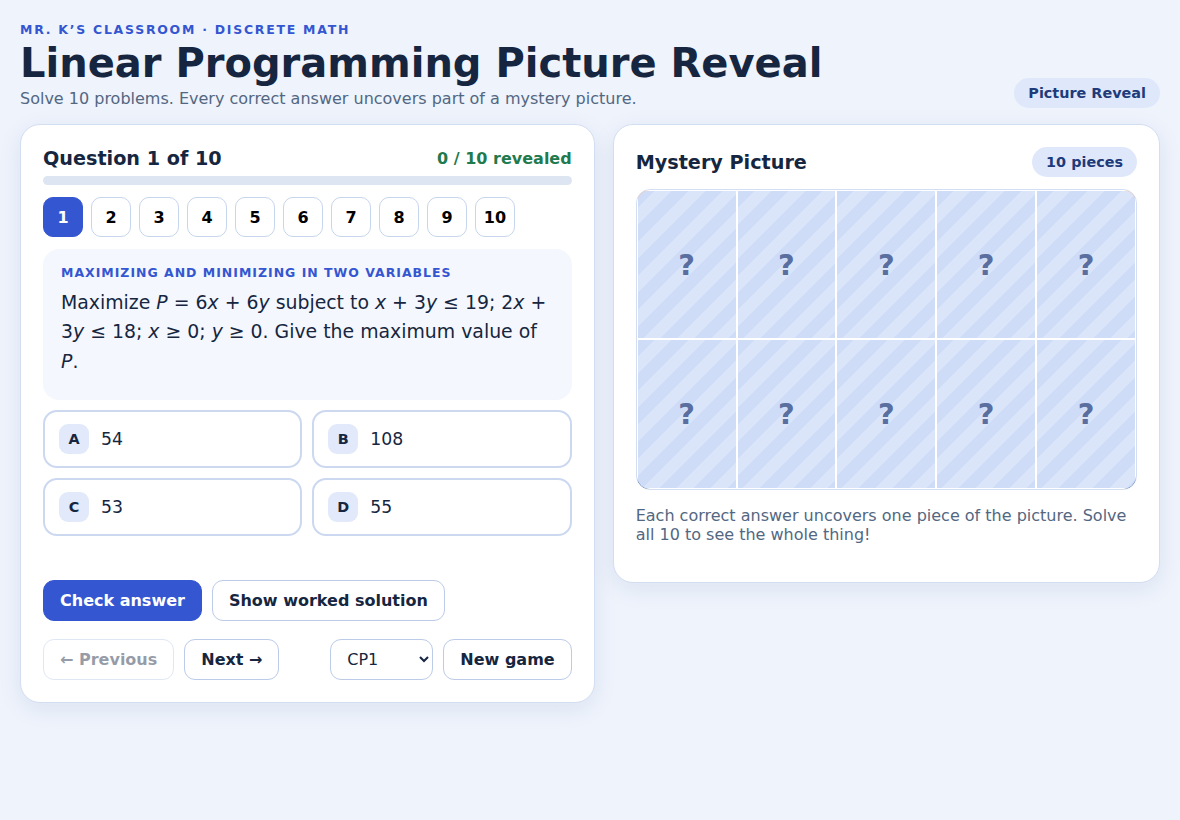 MR. K’S CLASSROOM · DISCRETE MATH
Linear Programming Picture Reveal
Solve 10 problems. Every correct answer uncovers part of a mystery picture.
Picture Reveal
Question 1 of 10
0 / 10 revealed
1 2 3 4 5 6 7 8 9 10
MAXIMIZING AND MINIMIZING IN TWO VARIABLES
Maximize P = 6x + 6y subject to x + 3y ≤ 19; 2x +
3y ≤ 18; x ≥ 0; y ≥ 0. Give the maximum value of
P.
A 54
B 108
C 53
D 55
Check answer
Show worked solution
← Previous
Next →
CP1
New game
Mystery Picture
10 pieces
? ? ? ? ?
? ? ? ? ?
Each correct answer uncovers one piece of the picture. Solve
all 10 to see the whole thing!